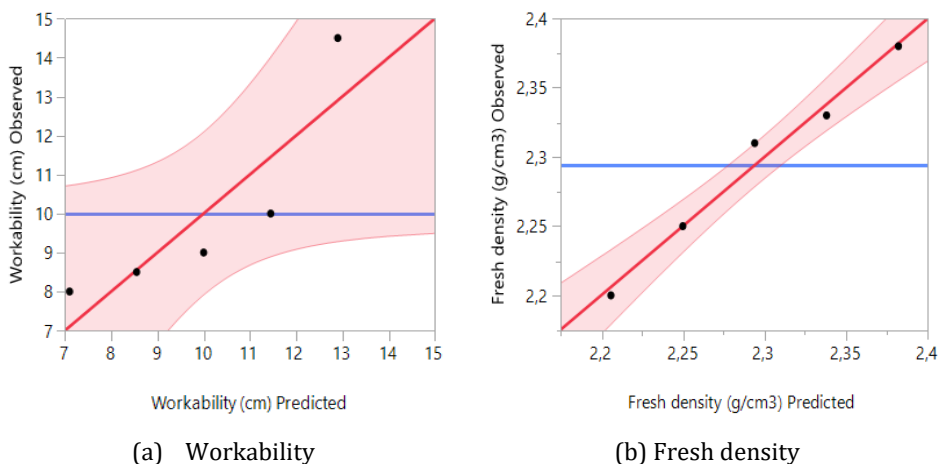 Workability (cm) Observed
15
14
13
12
11
10
9
8
7
7 8 9 10 11 12 13 14 15
Workability (cm) Predicted
(a) Workability
Fresh density (g/cm3) Observed
2,4
2,35
2,3
2,25
2,2
2,2 2,25 2,3 2,35 2,4
Fresh density (g/cm3) Predicted
(b) Fresh density